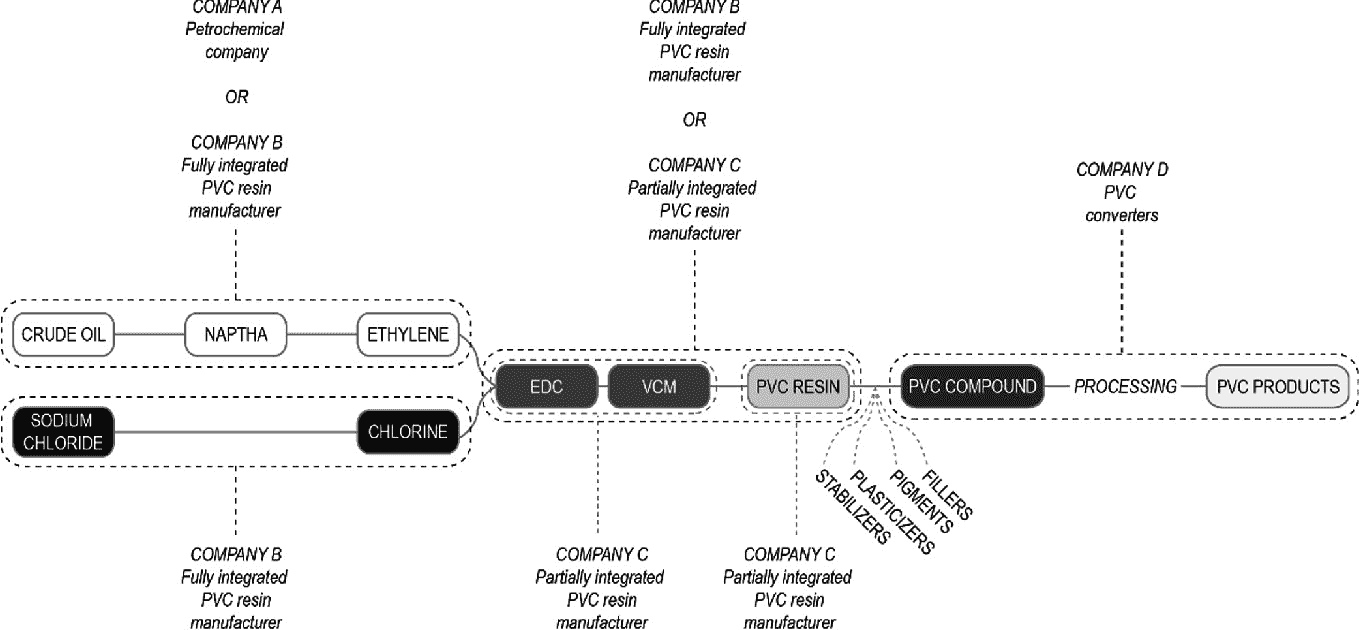 COMPANY A
Petrochemical
company
OR
COMPANY B
Fully integrated
PVC resin
manufacturer
COMPANY B
Fully integrated
PVC resin
manufacturer
OR
COMPANY C
Partially integrated
PVC resin
manufacturer
COMPANY D
PVC
converters
CRUDE OIL
NAPTHA
ETHYLENE
SODIUM
CHLORIDE
CHLORINE
EDC
VCM
PVC RESIN
PVC COMPOUND
PROCESSING
PVC PRODUCTS
STABILIZERS
PLASTICIZERS
PIGMENTS
FILLERS
COMPANY B
Fully integrated
PVC resin
manufacturer
COMPANY C
Partially integrated
PVC resin
manufacturer
COMPANY C
Partially integrated
PVC resin
manufacturer